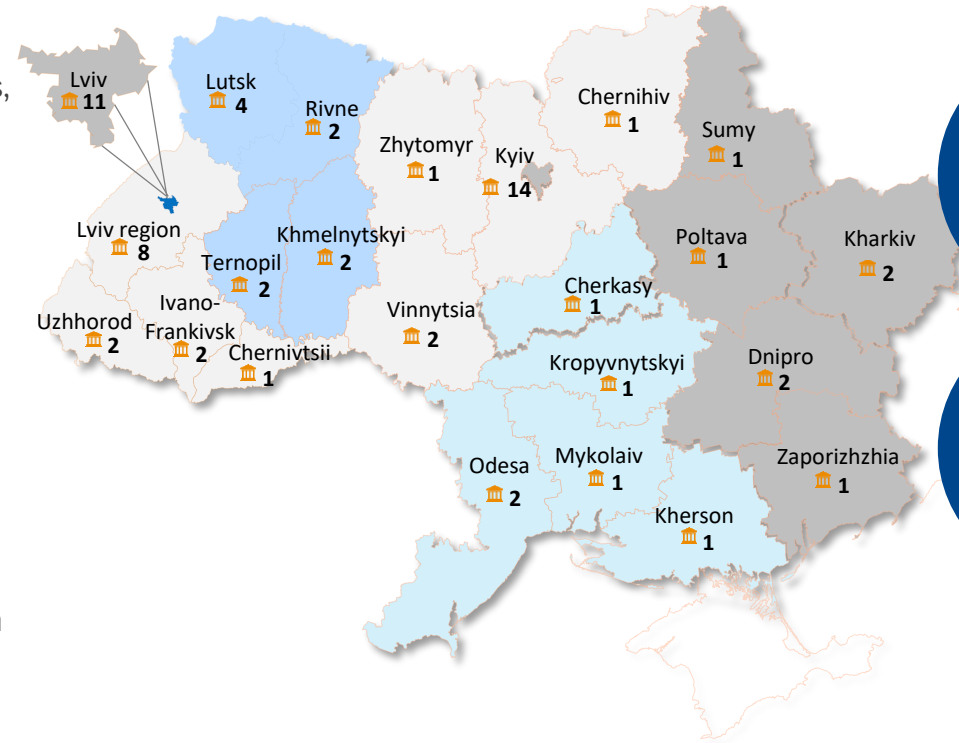 Lviv
11
s,
Lutsk
4
Rivne
2
Zhytomyr
1
Kyiv
14
Chernihiv
1
Sumy
1
Lviv region
8
Ternopil
2
Khmelnytskyi
2
Poltava
1
Kharkiv
2
Uzhhorod
2
Ivano-
Frankivsk
2
Chernivtsii
1
Vinnytsia
2
Cherkasy
1
Kropyvnytskyi
1
Dnipro
2
Odesa
2
Mykolaiv
1
Zaporizhzhia
1
Kherson
1